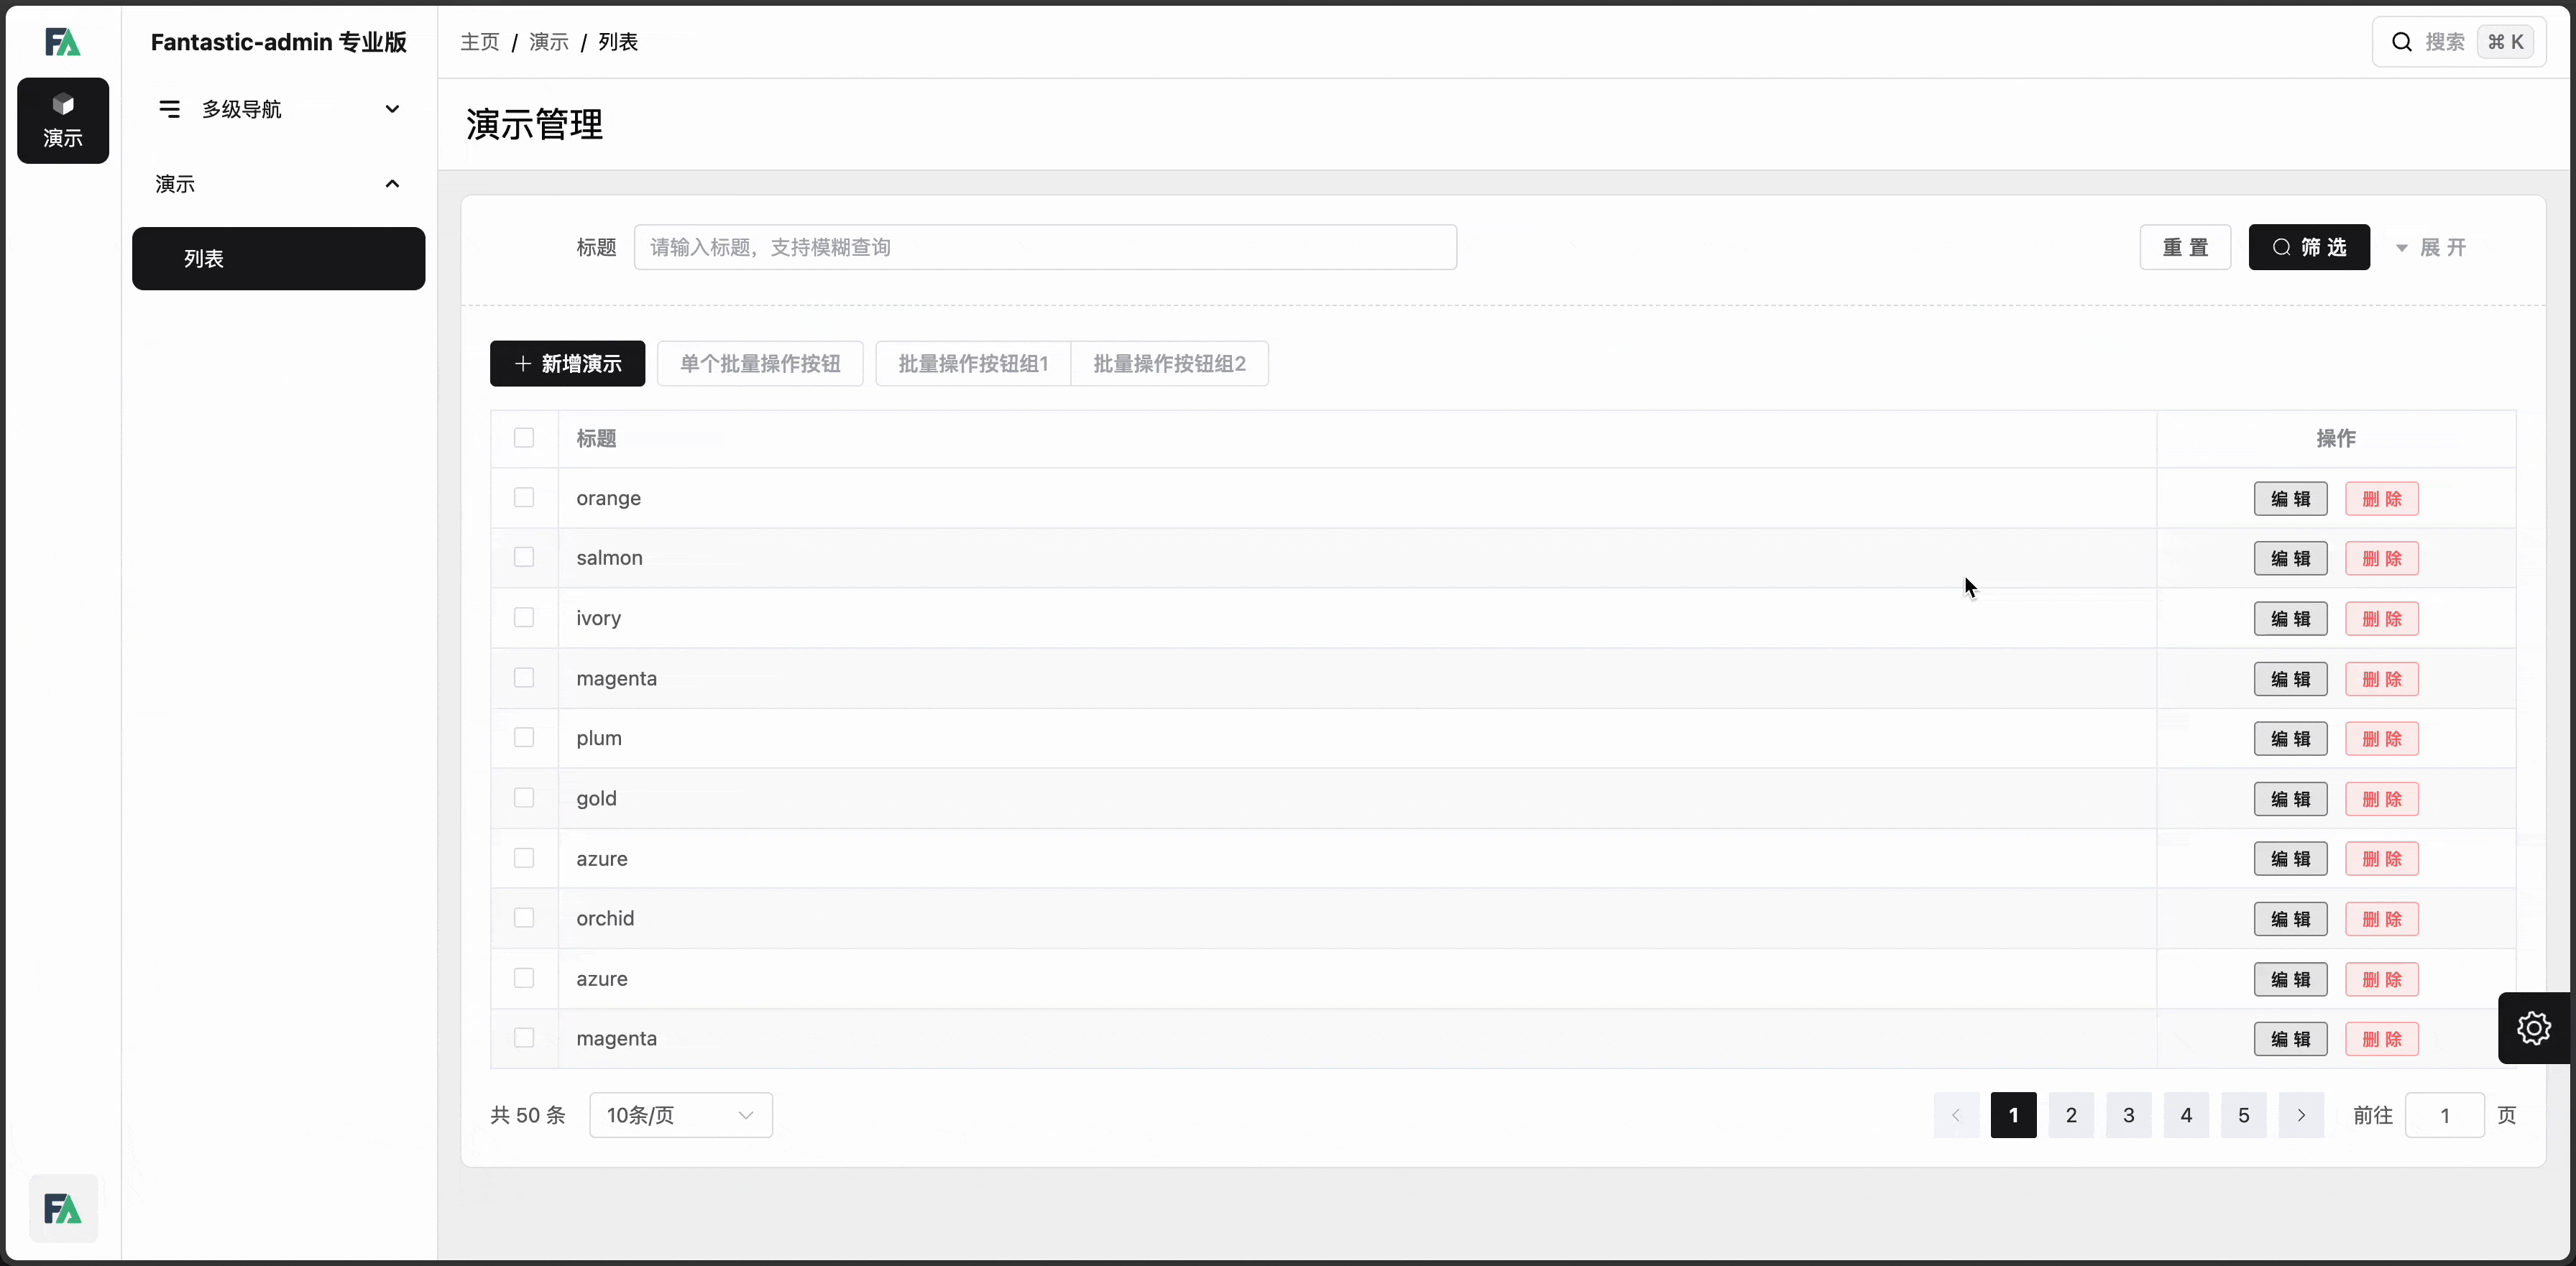 FA
Fantastic-admin 专业版
主页 / 演示 / 列表
搜索 ⌘ K
演示
多级导航
演示管理
演示
列表
标题 请输入标题，支持模糊查询 重 置 筛 选 展 开
新增演示 单个批量操作按钮 批量操作按钮组1 批量操作按钮组2
标题 操作
orange 编 辑 删 除
salmon 编 辑 删 除
ivory 编 辑 删 除
magenta 编 辑 删 除
plum 编 辑 删 除
gold 编 辑 删 除
azure 编 辑 删 除
orchid 编 辑 删 除
azure 编 辑 删 除
magenta 编 辑 删 除
共 50 条 10条/页 1 2 3 4 5 前往 1 页
FA